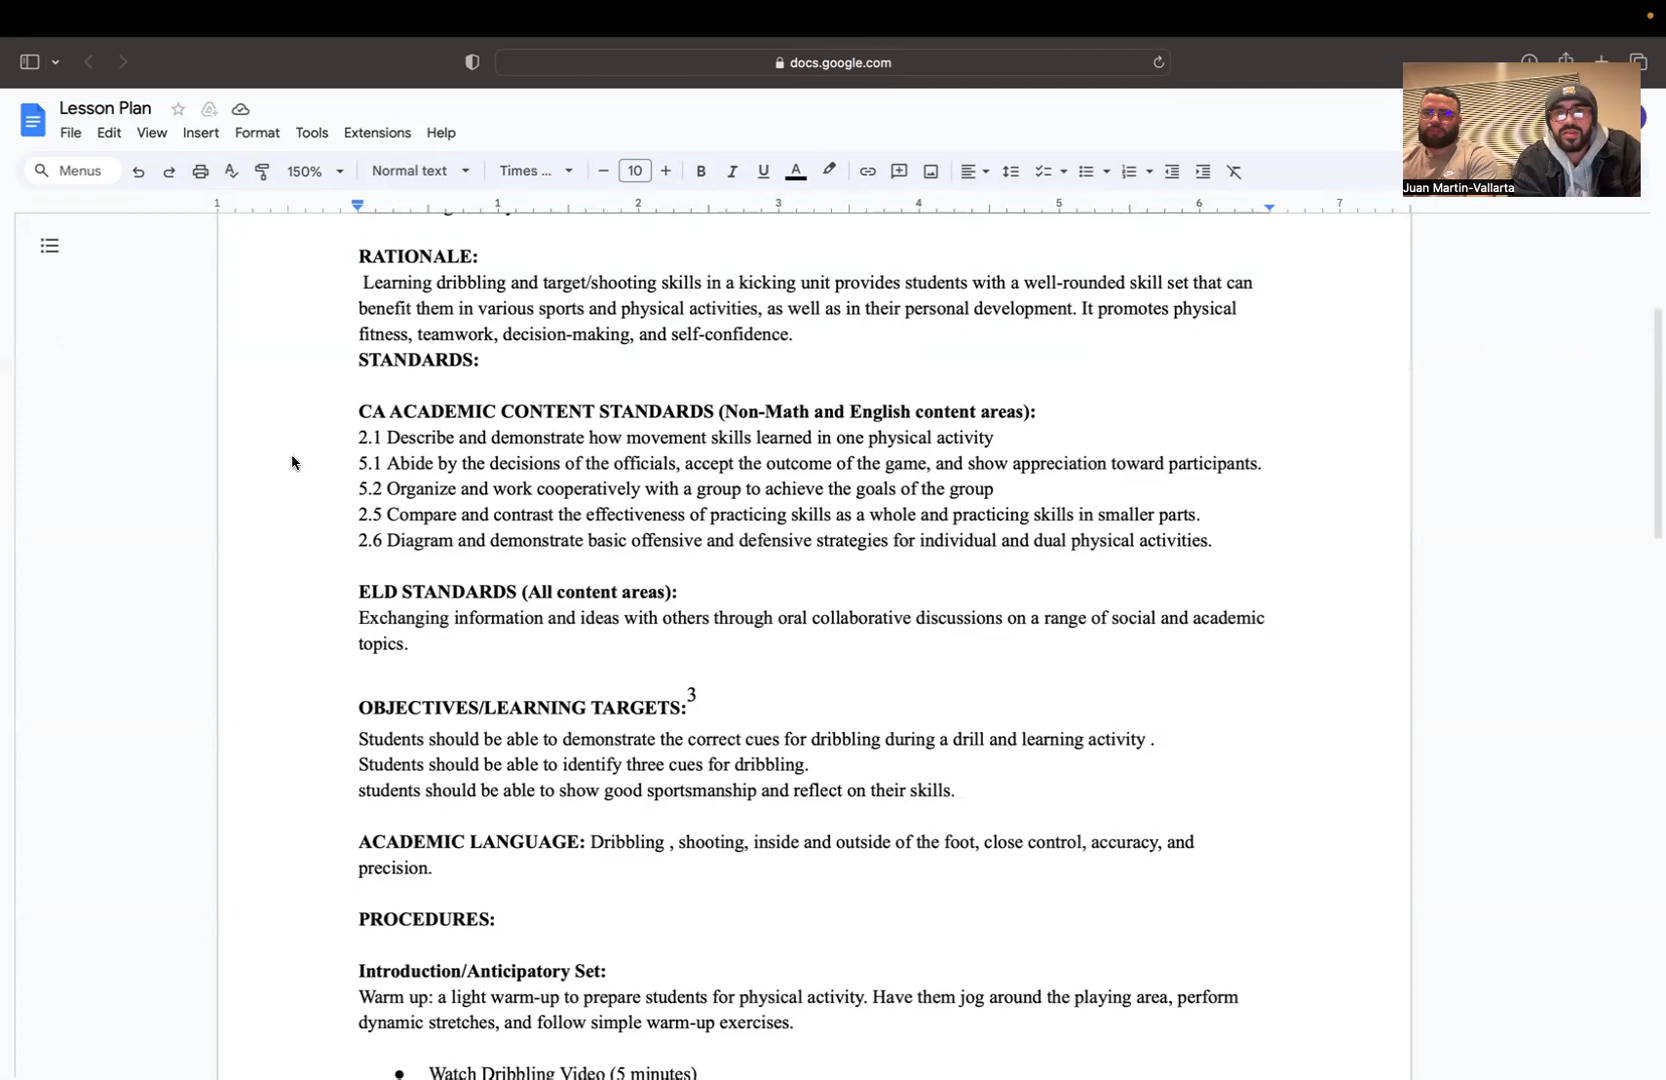 docs.google.com
Lesson Plan
File Edit View Insert Format Tools Extensions Help
Menus 150% Normal text Times ... 10
Juan Martin-Vallarta
1 1 2 3 4 5 6 7
RATIONALE:
Learning dribbling and target/shooting skills in a kicking unit provides students with a well-rounded skill set that can
benefit them in various sports and physical activities, as well as in their personal development. It promotes physical
fitness, teamwork, decision-making, and self-confidence.
STANDARDS:
CA ACADEMIC CONTENT STANDARDS (Non-Math and English content areas):
2.1 Describe and demonstrate how movement skills learned in one physical activity
5.1 Abide by the decisions of the officials, accept the outcome of the game, and show appreciation toward participants.
5.2 Organize and work cooperatively with a group to achieve the goals of the group
2.5 Compare and contrast the effectiveness of practicing skills as a whole and practicing skills in smaller parts.
2.6 Diagram and demonstrate basic offensive and defensive strategies for individual and dual physical activities.
ELD STANDARDS (All content areas):
Exchanging information and ideas with others through oral collaborative discussions on a range of social and academic
topics.
OBJECTIVES/LEARNING TARGETS:3
Students should be able to demonstrate the correct cues for dribbling during a drill and learning activity .
Students should be able to identify three cues for dribbling.
students should be able to show good sportsmanship and reflect on their skills.
ACADEMIC LANGUAGE: Dribbling , shooting, inside and outside of the foot, close control, accuracy, and
precision.
PROCEDURES:
Introduction/Anticipatory Set:
Warm up: a light warm-up to prepare students for physical activity. Have them jog around the playing area, perform
dynamic stretches, and follow simple warm-up exercises.
● Watch Dribbling Video (5 minutes)